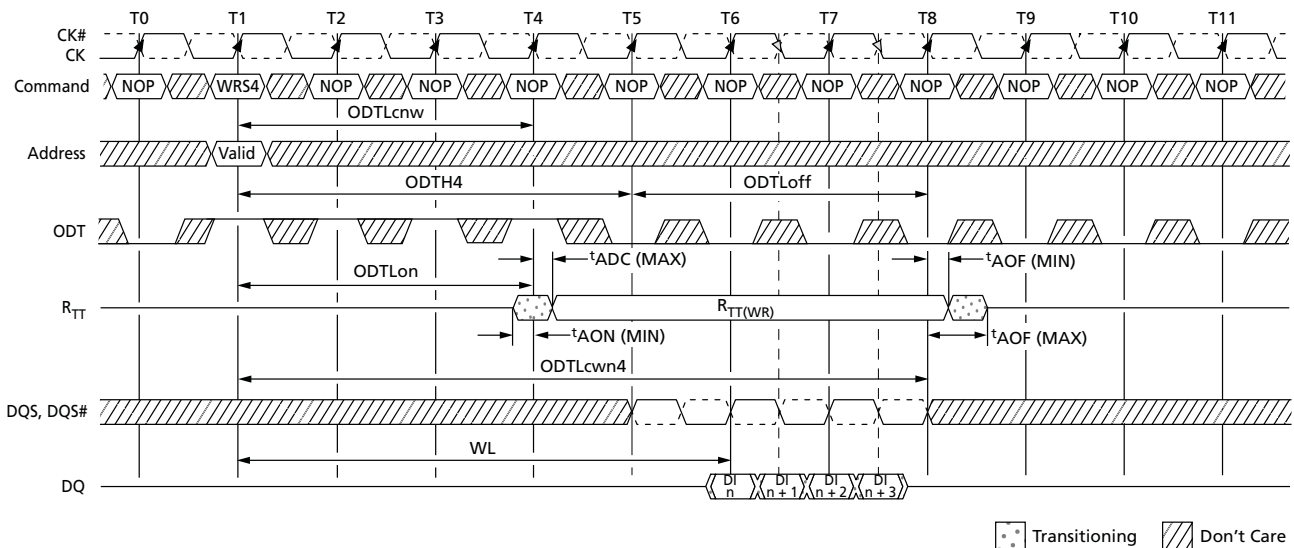 T0 T1 T2 T3 T4 T5 T6 T7 T8 T9 T10 T11
CK#
CK
Command NOP WRS4 NOP NOP NOP NOP NOP NOP NOP NOP NOP NOP
ODTLcnw
Address Valid
ODTH4 ODTLoff
ODT
ODTLon tADC (MAX) tAOF (MIN)
RTT RTT(WR)
tAON (MIN) tAOF (MAX)
ODTLcwn4
DQS, DQS#
WL
DQ DI n DI n + 1 DI n + 2 DI n + 3
Transitioning Don't Care